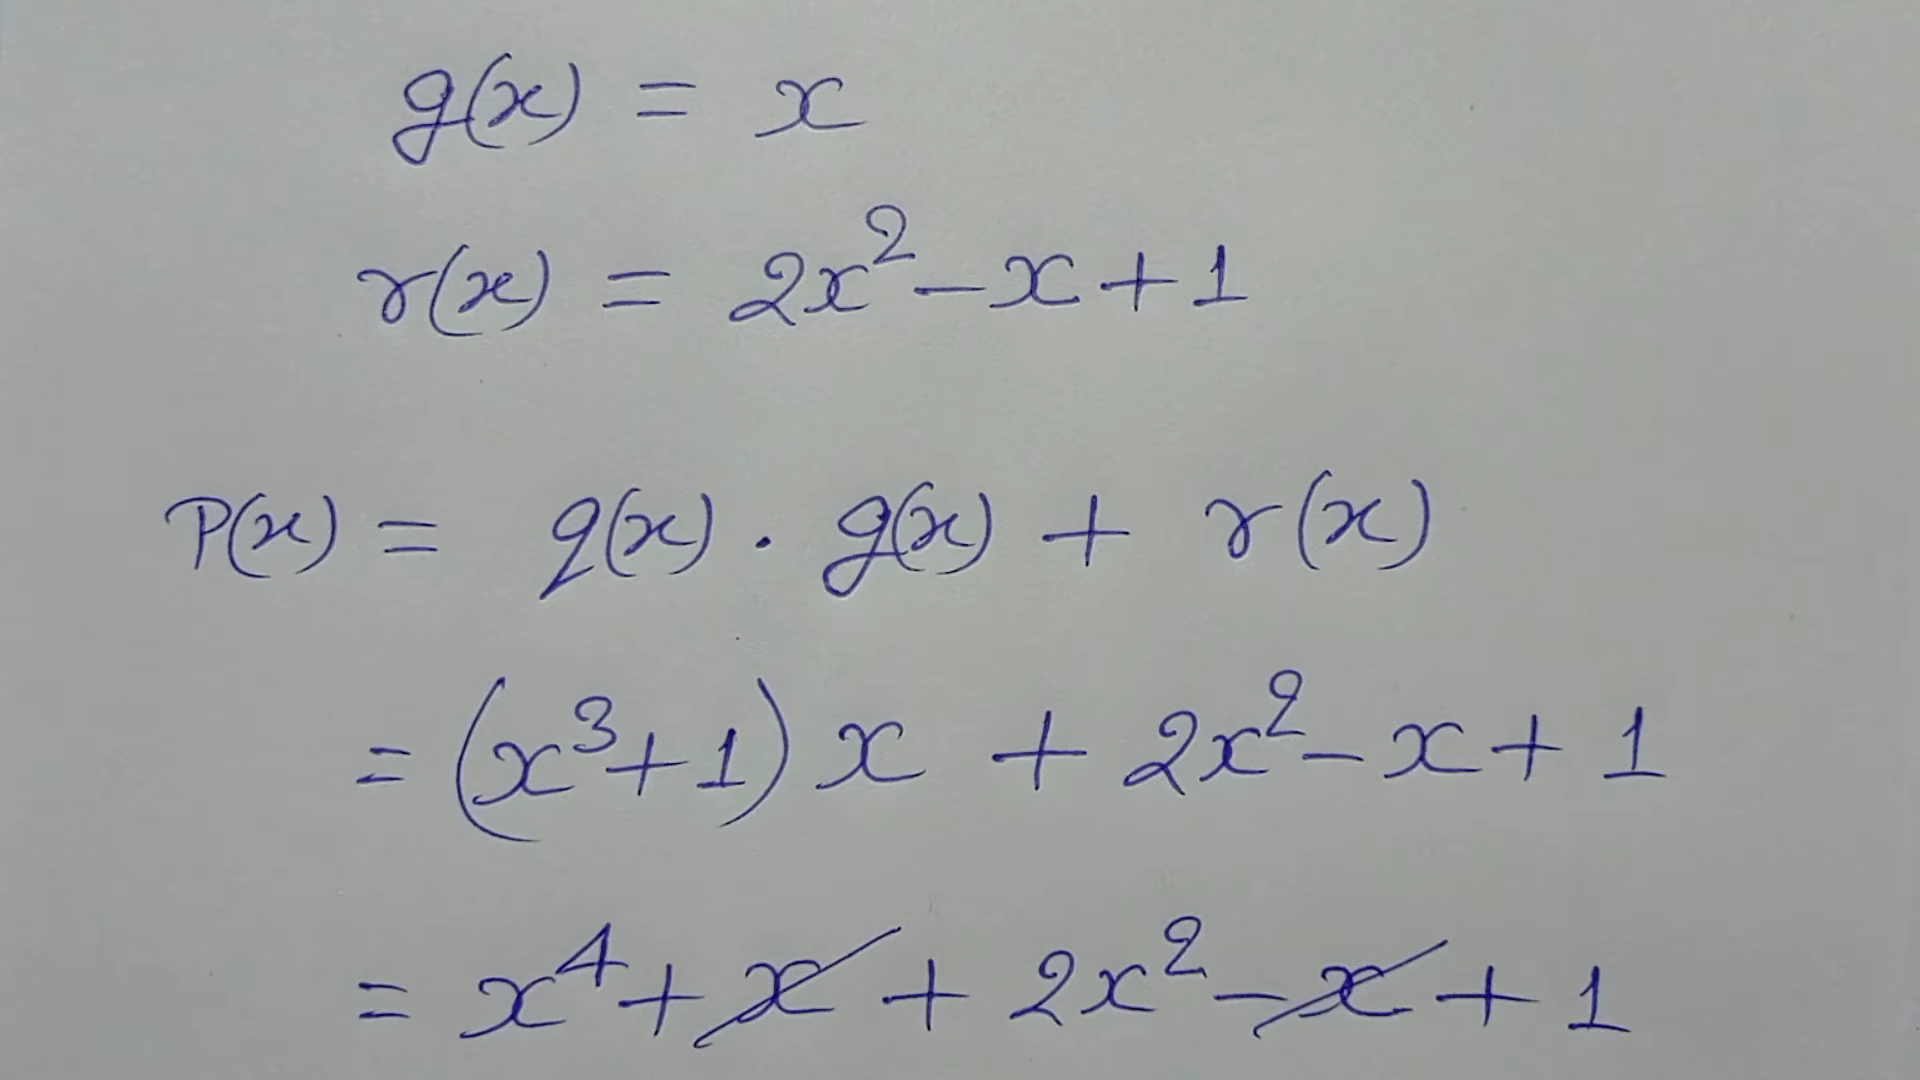 g(x) = x
r(x) = 2x² - x + 1
P(x) = q(x) · g(x) + r(x)
= (x³ + 1) x + 2x² - x + 1
= x⁴ + x + 2x² - x + 1